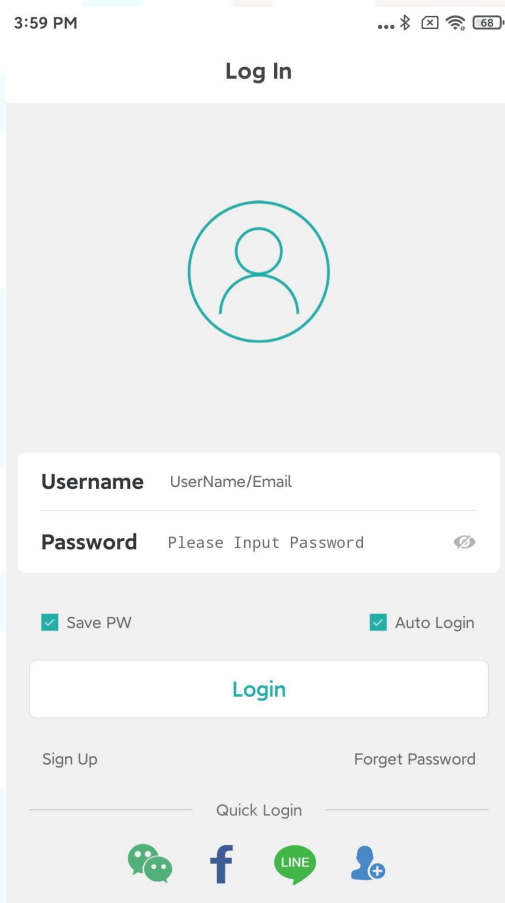 3:59 PM
68
Log In
Username UserName/Email
Password Please Input Password
Save PW Auto Login
Login
Sign Up Forget Password
Quick Login
f LINE